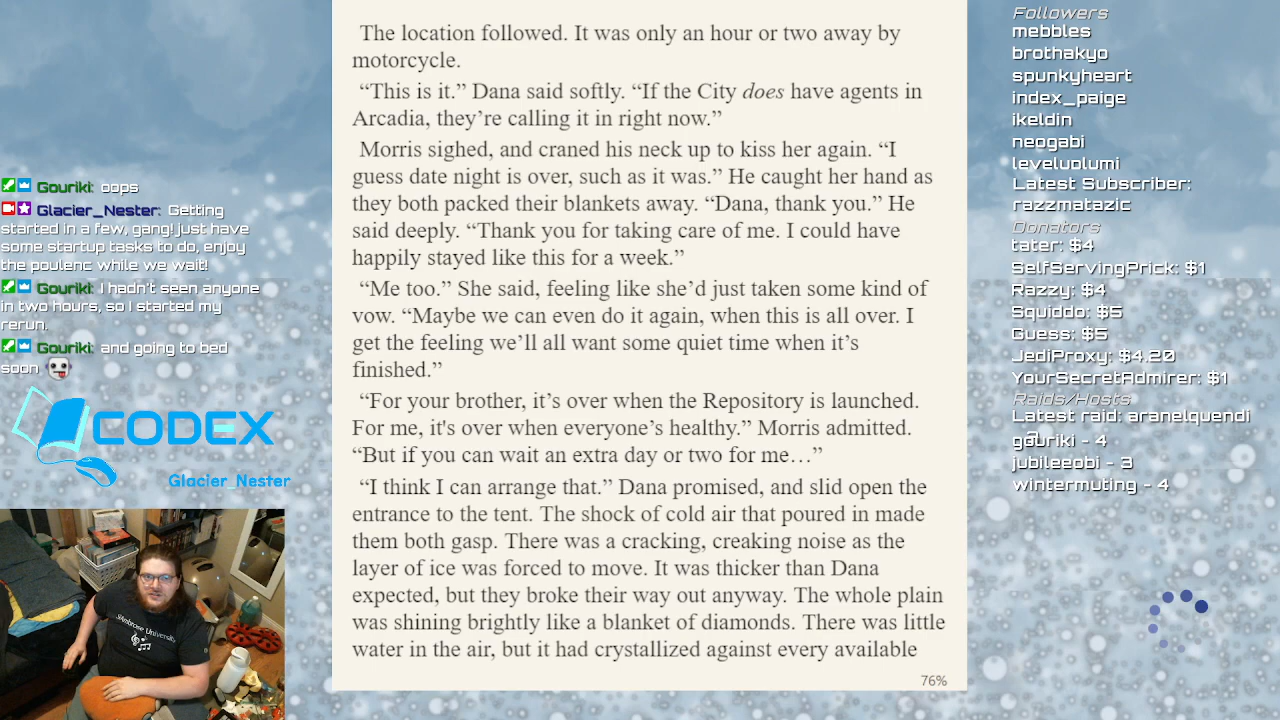 The location followed. It was only an hour or two away by
motorcycle.
“This is it.” Dana said softly. “If the City does have agents in
Arcadia, they’re calling it in right now.”
Morris sighed, and craned his neck up to kiss her again. “I
guess date night is over, such as it was.” He caught her hand as
they both packed their blankets away. “Dana, thank you.” He
said deeply. “Thank you for taking care of me. I could have
happily stayed like this for a week.”
“Me too.” She said, feeling like she’d just taken some kind of
vow. “Maybe we can even do it again, when this is all over. I
get the feeling we’ll all want some quiet time when it’s
finished.”
“For your brother, it’s over when the Repository is launched.
For me, it's over when everyone’s healthy.” Morris admitted.
“But if you can wait an extra day or two for me…”
“I think I can arrange that.” Dana promised, and slid open the
entrance to the tent. The shock of cold air that poured in made
them both gasp. There was a cracking, creaking noise as the
layer of ice was forced to move. It was thicker than Dana
expected, but they broke their way out anyway. The whole plain
was shining brightly like a blanket of diamonds. There was little
water in the air, but it had crystallized against every available
76%
Gouriki: oops
Glacier_Nester: Getting
started in a few, gang! just have
some startup tasks to do, enjoy
the poulenc while we wait!
Gouriki: I hadn't seen anyone
in two hours, so I started my
rerun.
Gouriki: and going to bed
soon
CODEX
Glacier_Nester
St. Ambrose University
Followers
mebbles
brothakyo
spunkyheart
index_paige
ikeldin
neogabi
levelup1umi
Latest Subscriber:
razzmatazic
Donators
tater: $4
SelfServingPrick: $1
Razzy: $4
Squiddo: $5
Guess: $5
JediProxy: $4.20
YourSecretAdmirer: $1
Raids/Hosts
Latest raid: aranelquendi
gouriki - 4
jubileeobi - 3
wintermuting - 4